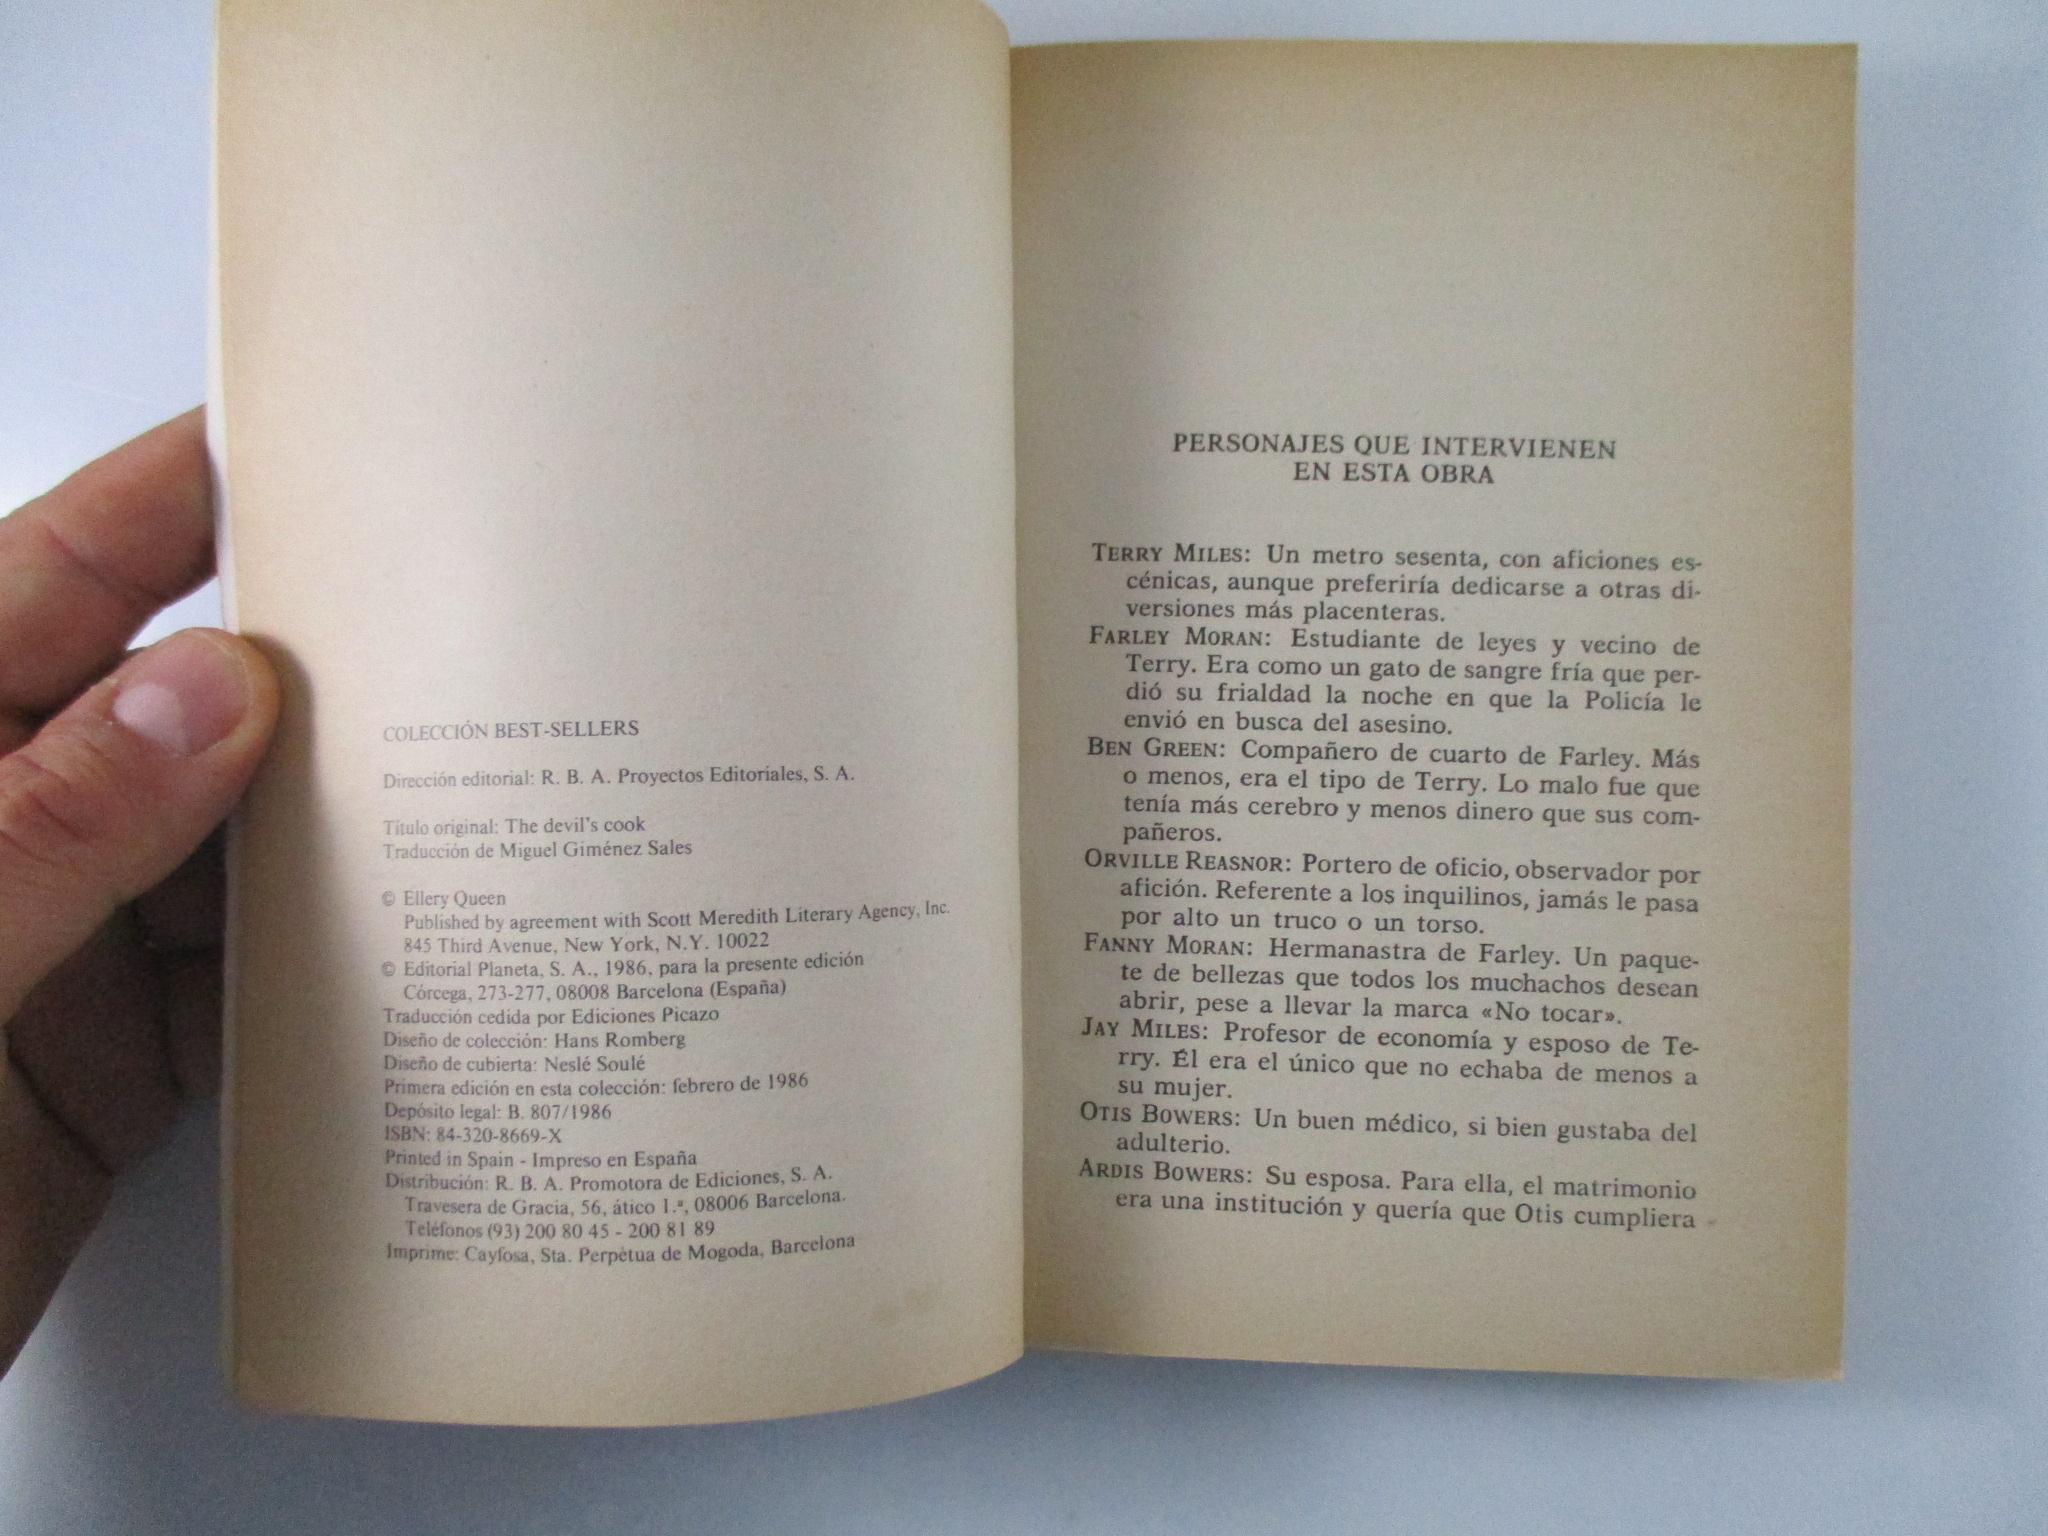 COLECCIÓN BEST-SELLERS
Dirección editorial: R. B. A. Proyectos Editoriales, S. A.
Título original: The devil's cook
Traducción de Miguel Giménez Sales
© Ellery Queen
Published by agreement with Scott Meredith Literary Agency, Inc.
845 Third Avenue, New York, N.Y. 10022
© Editorial Planeta, S. A., 1986, para la presente edición
Córcega, 273-277, 08008 Barcelona (España)
Traducción cedida por Ediciones Picazo
Diseño de colección: Hans Romberg
Diseño de cubierta: Neslé Soulé
Primera edición en esta colección: febrero de 1986
Depósito legal: B. 807/1986
ISBN: 84-320-8669-X
Printed in Spain - Impreso en España
Distribución: R. B. A. Promotora de Ediciones, S. A.
Travesera de Gracia, 56, ático 1.ª, 08006 Barcelona.
Teléfonos (93) 200 80 45 - 200 81 89
Imprime: Cayfosa, Sta. Perpètua de Mogoda, Barcelona
PERSONAJES QUE INTERVIENEN
EN ESTA OBRA
TERRY MILES: Un metro sesenta, con aficiones es-
cénicas, aunque preferiría dedicarse a otras di-
versiones más placenteras.
FARLEY MORAN: Estudiante de leyes y vecino de
Terry. Era como un gato de sangre fría que per-
dió su frialdad la noche en que la Policía le
envió en busca del asesino.
BEN GREEN: Compañero de cuarto de Farley. Más
o menos, era el tipo de Terry. Lo malo fue que
tenía más cerebro y menos dinero que sus com-
pañeros.
ORVILLE REASNOR: Portero de oficio, observador por
afición. Referente a los inquilinos, jamás le pasa
por alto un truco o un torso.
FANNY MORAN: Hermanastra de Farley. Un paque-
te de bellezas que todos los muchachos desean
abrir, pese a llevar la marca «No tocar».
JAY MILES: Profesor de economía y esposo de Te-
rry. Él era el único que no echaba de menos a
su mujer.
OTIS BOWERS: Un buen médico, si bien gustaba del
adulterio.
ARDIS BOWERS: Su esposa. Para ella, el matrimonio
era una institución y quería que Otis cumpliera